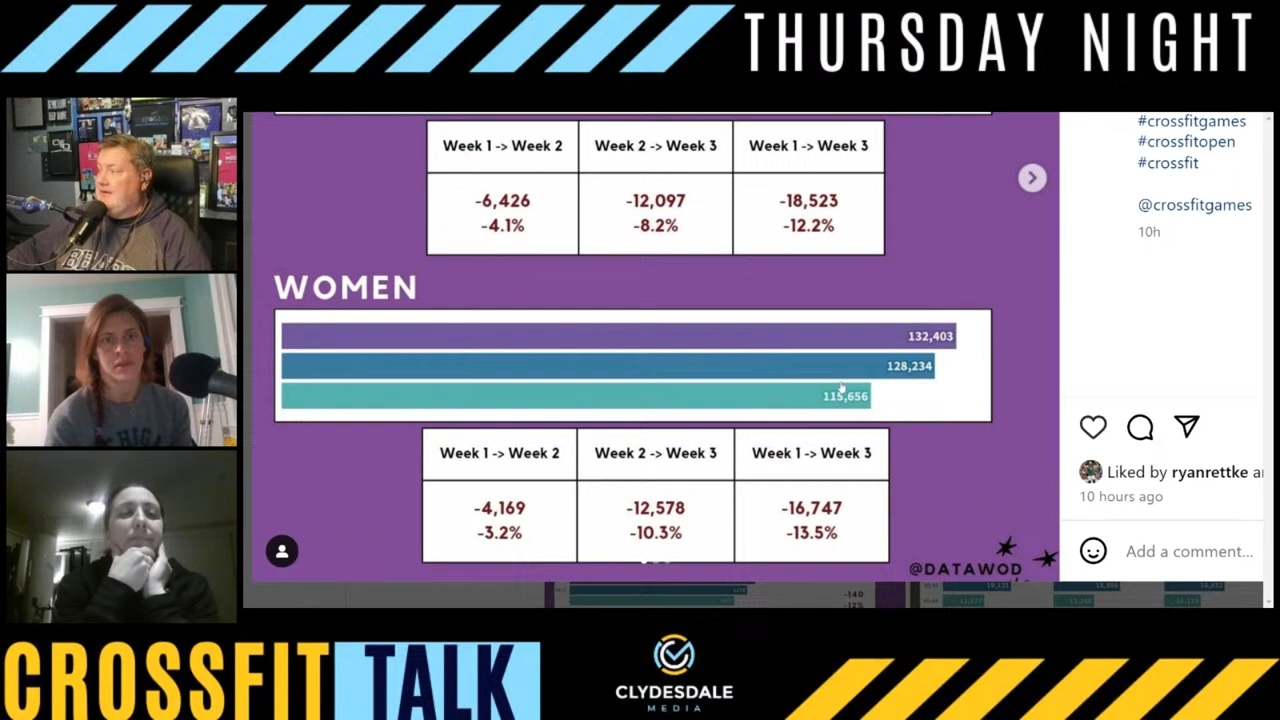 THURSDAY NIGHT
#crossfitgames
#crossfitopen
#crossfit
@crossfitgames
10h
Week 1 -> Week 2
Week 2 -> Week 3
Week 1 -> Week 3
-6,426
-4.1%
-12,097
-8.2%
-18,523
-12.2%
WOMEN
132,403
128,234
115,656
Week 1 -> Week 2
Week 2 -> Week 3
Week 1 -> Week 3
-4,169
-3.2%
-12,578
-10.3%
-16,747
-13.5%
@DATAWOD
Liked by ryanrettke
10 hours ago
Add a comment...
-140
-12%
CROSSFIT TALK
CLYDESDALE
MEDIA